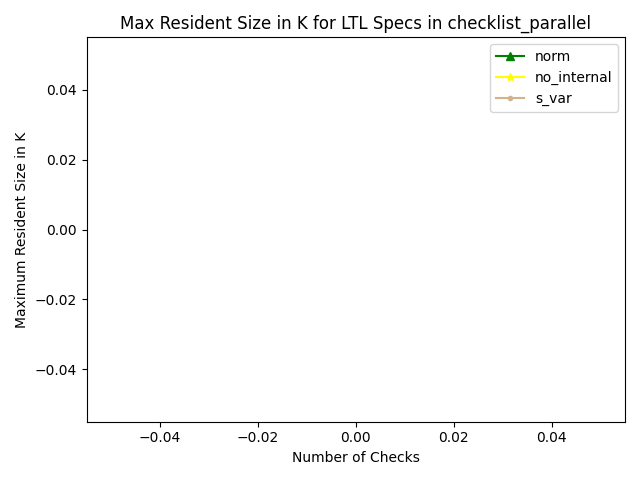 Max Resident Size in K for LTL Specs in checklist_parallel
norm
no_internal
s_var
Maximum Resident Size in K
0.04
0.02
0.00
−0.02
−0.04
−0.04
−0.02
0.00
0.02
0.04
Number of Checks